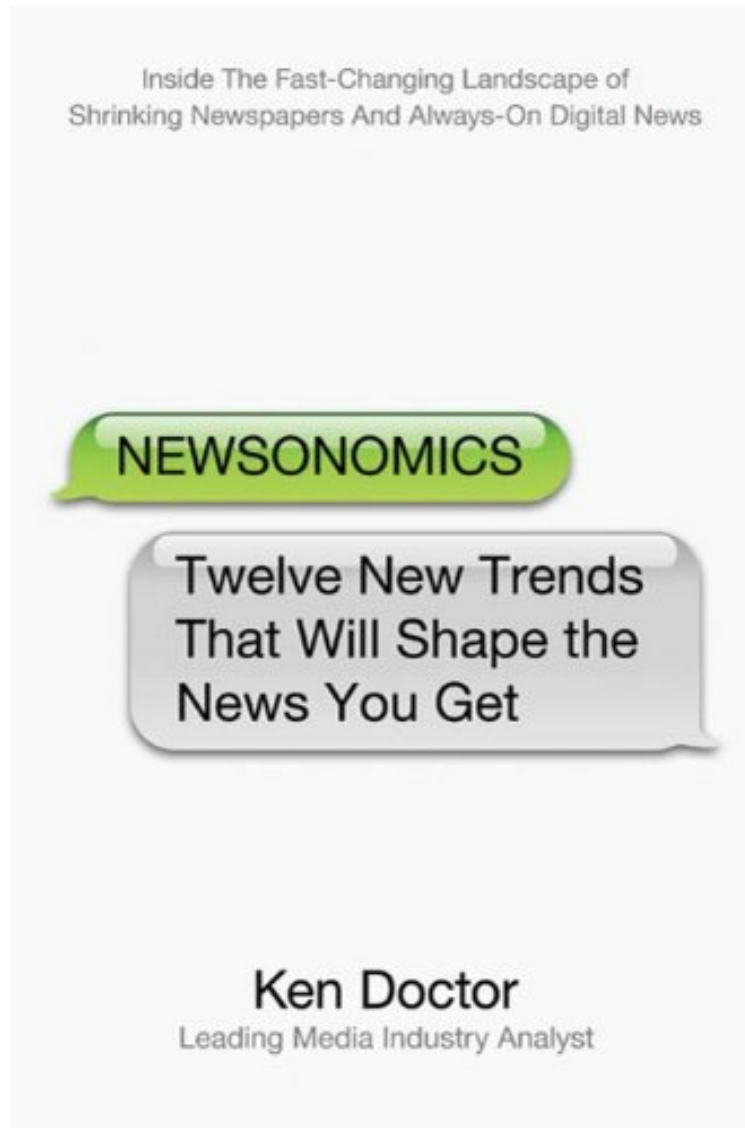 Inside The Fast-Changing Landscape of
Shrinking Newspapers And Always-On Digital News
NEWSONOMICS
Twelve New Trends
That Will Shape the
News You Get
Ken Doctor
Leading Media Industry Analyst